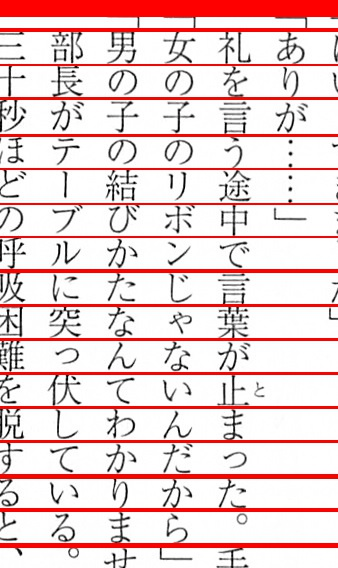 「ありが……」
礼を言う途中で言葉が止まった。手
「女の子のリボンじゃないんだから」
「男の子の結びかたなんてわかりませ
部長がテーブルに突っ伏している。
三十秒ほどの呼吸困難を脱すると、